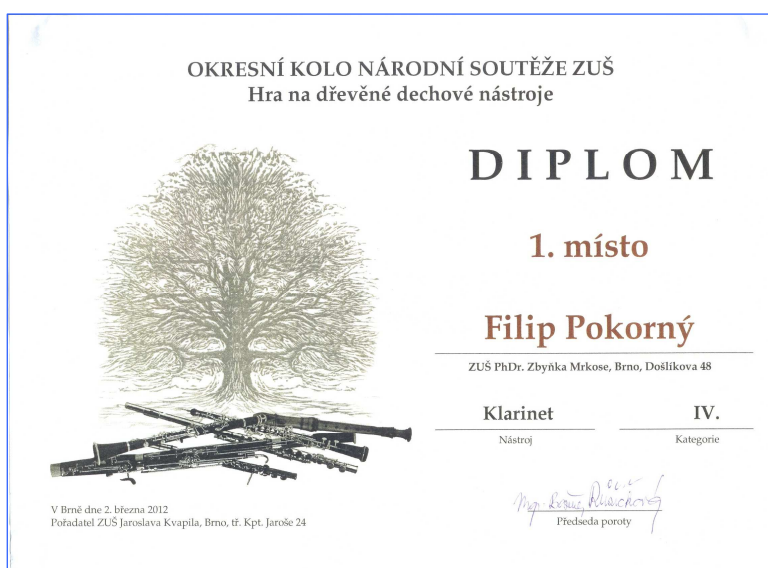 OKRESNÍ KOLO NÁRODNÍ SOUTĚŽE ZUŠ
Hra na dřevěné dechové nástroje
DIPLOM
1. místo
Filip Pokorný
ZUŠ PhDr. Zbyňka Mrkose, Brno, Došlíkova 48
Klarinet IV.
Nástroj Kategorie
V Brně dne 2. března 2012
Pořadatel ZUŠ Jaroslava Kvapila, Brno, tř. Kpt. Jaroše 24
Mgr.
Předseda poroty